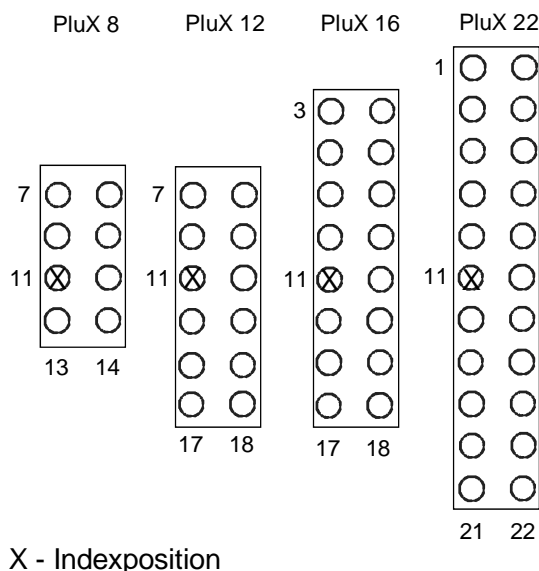 PluX 8 PluX 12 PluX 16 PluX 22
1
3
7 7
11 X 11 X 11 X 11 X
13 14
17 18 17 18
21 22
X - Indexposition